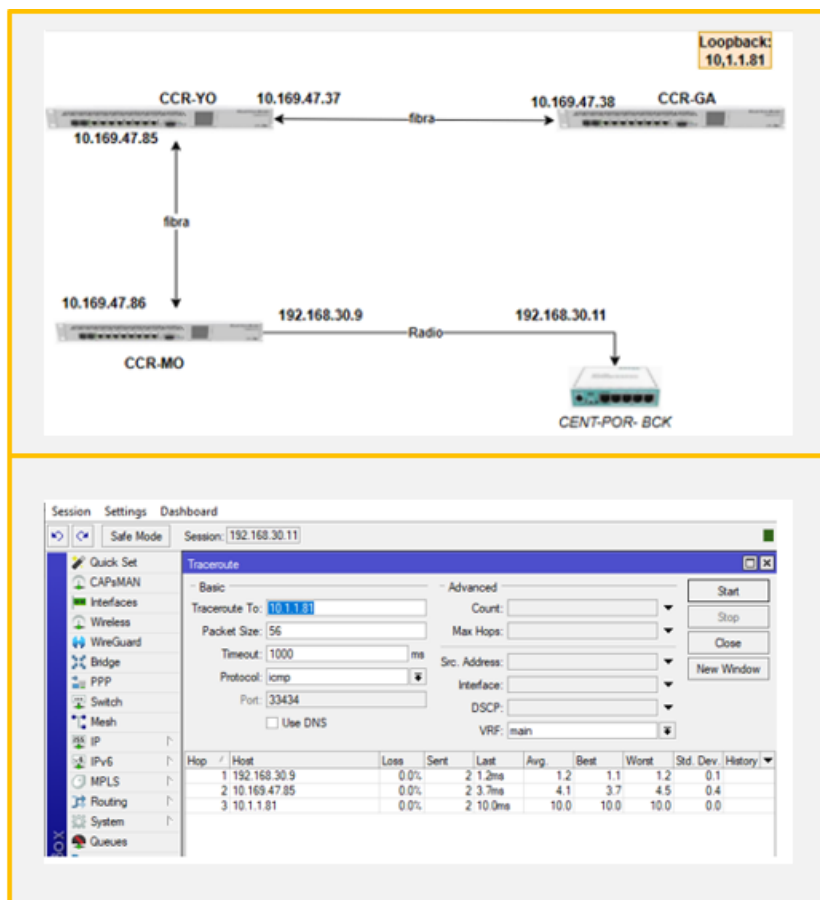 Loopback:
10,1.1.81
CCR-YO
10.169.47.37
10.169.47.38
CCR-GA
fibra
10.169.47.85
fibra
10.169.47.86
192.168.30.9
192.168.30.11
Radio
CCR-MO
CENT-POR- BCK
Session Settings Dashboard
Safe Mode Session: 192.168.30.11
Quick Set
CAPsMAN
Interfaces
Wireless
WireGuard
Bridge
PPP
Switch
Mesh
IP
IPv6
MPLS
Routing
System
Queues
Traceroute
Basic
Traceroute To: 10.1.1.81
Packet Size: 56
Timeout: 1000 ms
Protocol: icmp
Port: 33434
Use DNS
Advanced
Count:
Max Hops:
Src. Address:
Interface:
DSCP:
VRF: main
Start
Stop
Close
New Window
Hop Host Loss Sent Last Avg. Best Worst Std. Dev. History
1 192.168.30.9 0.0% 2 1.2ms 1.2 1.1 1.2 0.1
2 10.169.47.85 0.0% 2 3.7ms 4.1 3.7 4.5 0.4
3 10.1.1.81 0.0% 2 10.0ms 10.0 10.0 10.0 0.0